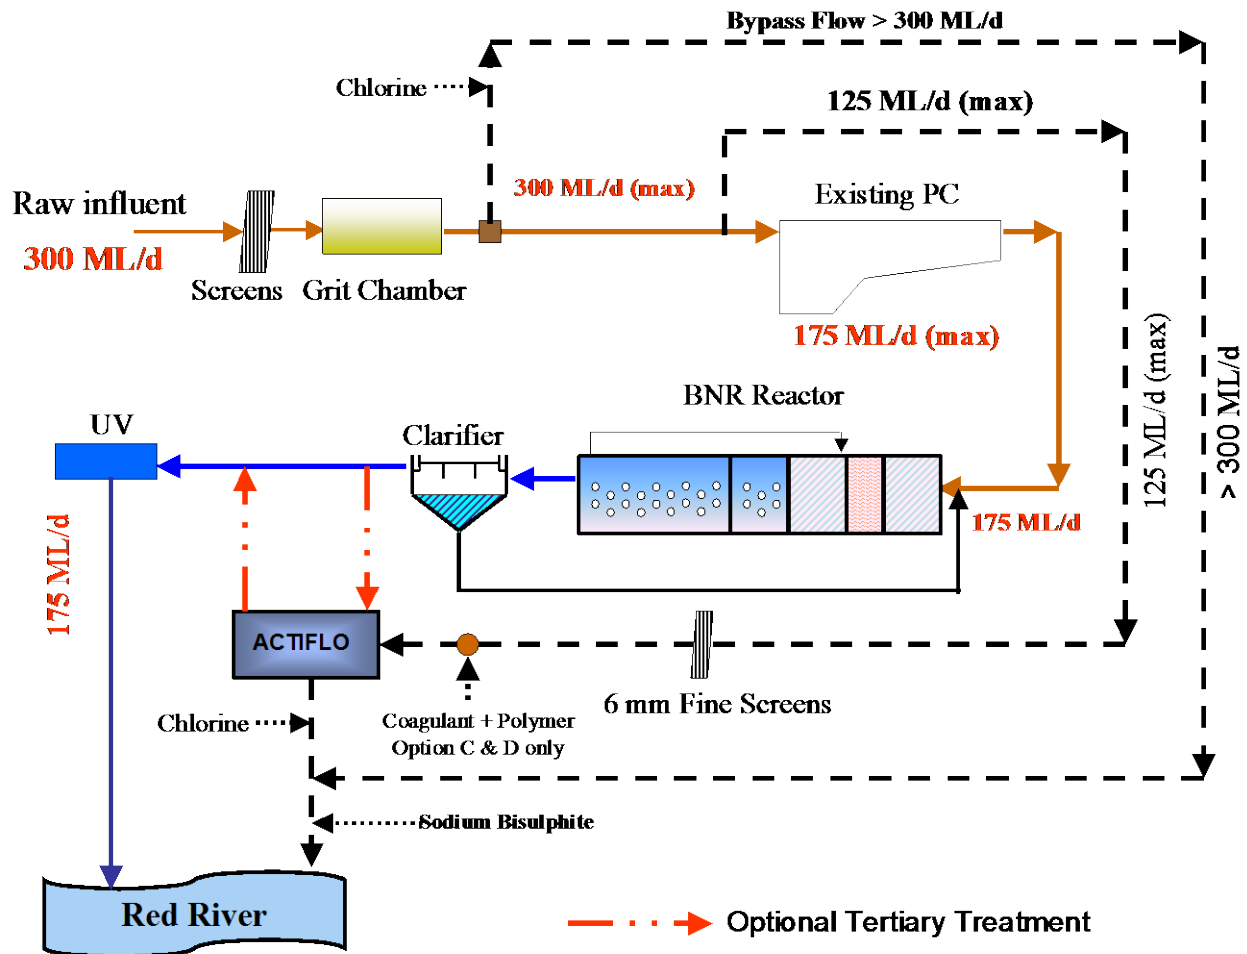 Bypass Flow > 300 ML/d
Chlorine
125 ML/d (max)
300 ML/d (max)
Existing PC
Raw influent
300 ML/d
Screens
Grit Chamber
175 ML/d (max)
125 ML/d (max)
> 300 ML/d
BNR Reactor
UV
Clarifier
175 ML/d
175 ML/d
ACTIFLO
6 mm Fine Screens
Chlorine
Coagulant + Polymer
Option C & D only
Sodium Bisulphite
Red River
Optional Tertiary Treatment